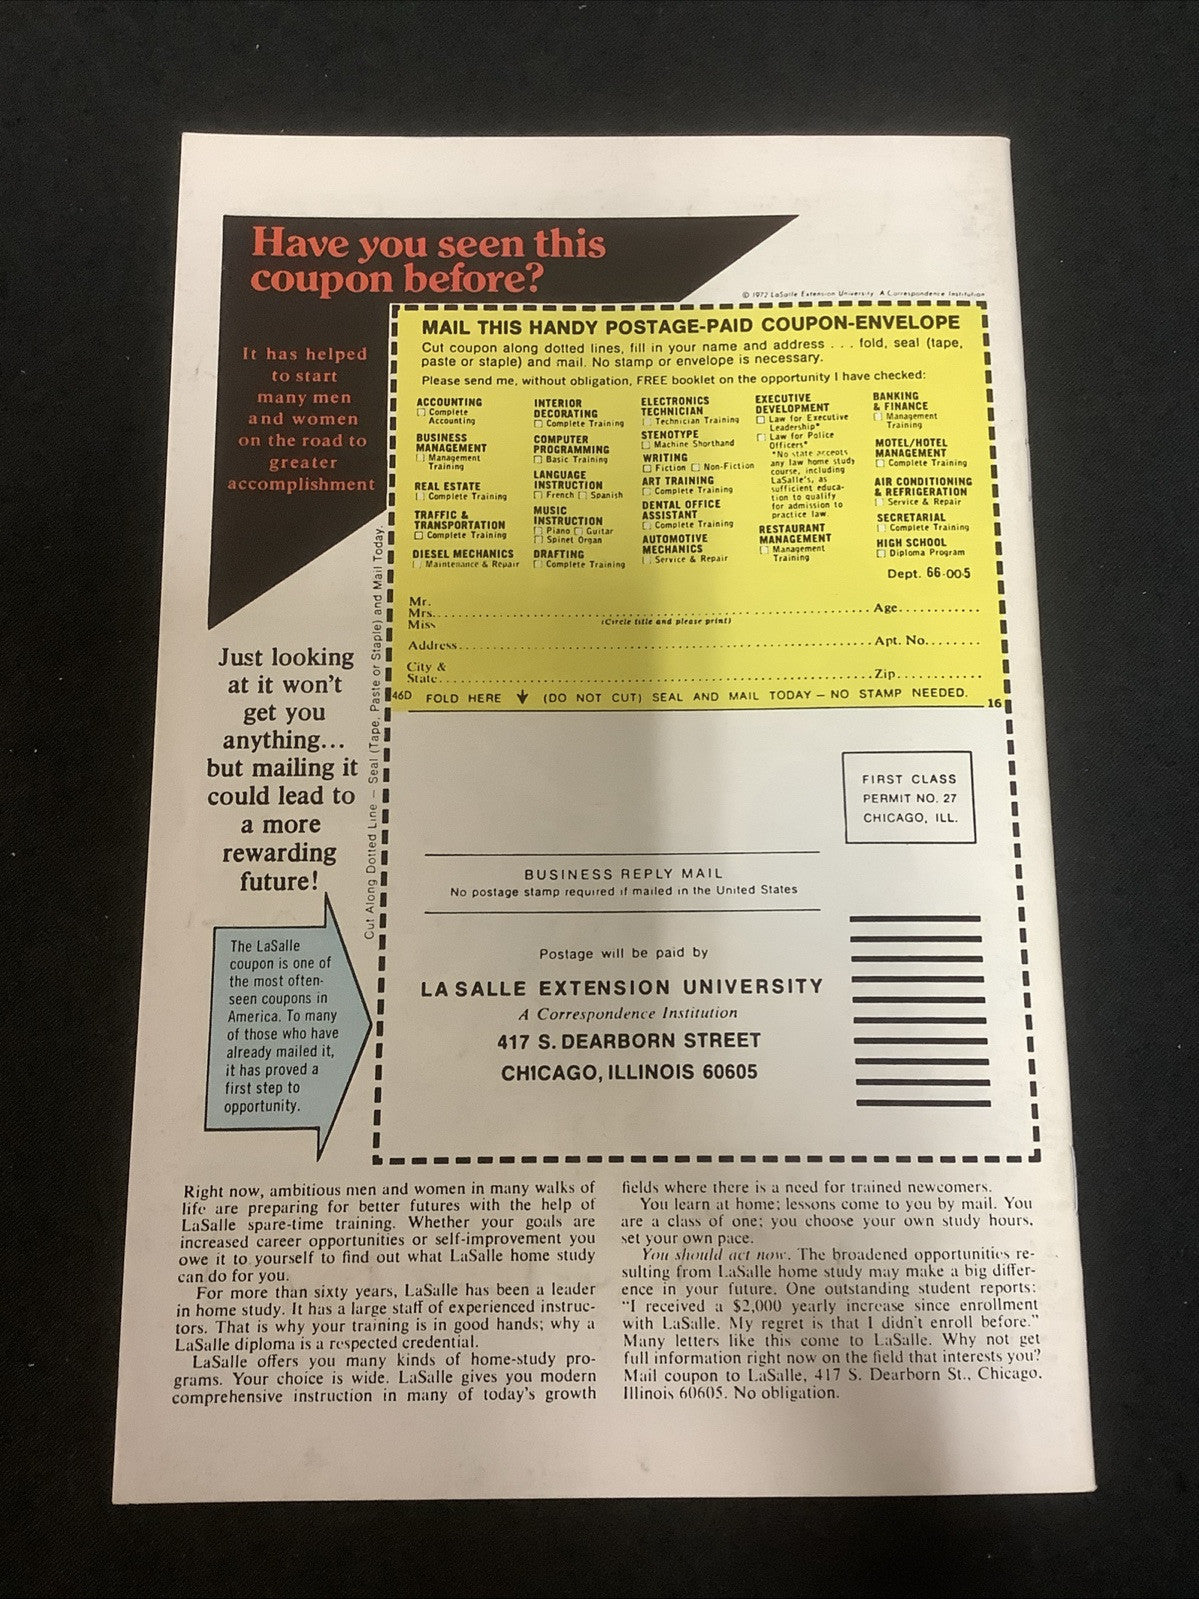 Have you seen this
coupon before?
It has helped
to start
many men
and women
on the road to
greater
accomplishment
© 1972 LaSalle Extension University A Correspondence Institution
MAIL THIS HANDY POSTAGE-PAID COUPON-ENVELOPE
Cut coupon along dotted lines, fill in your name and address . . . fold, seal (tape,
paste or staple) and mail. No stamp or envelope is necessary.
Please send me, without obligation, FREE booklet on the opportunity I have checked:
ACCOUNTING
Complete
Accounting
BUSINESS
MANAGEMENT
Management
Training
REAL ESTATE
Complete Training
TRAFFIC &
TRANSPORTATION
Complete Training
DIESEL MECHANICS
Maintenance & Repair
INTERIOR
DECORATING
Complete Training
COMPUTER
PROGRAMMING
Basic Training
LANGUAGE
INSTRUCTION
French Spanish
MUSIC
INSTRUCTION
Piano Guitar
Spinet Organ
DRAFTING
Complete Training
ELECTRONICS
TECHNICIAN
Technician Training
STENOTYPE
Machine Shorthand
WRITING
Fiction Non-Fiction
ART TRAINING
Complete Training
DENTAL OFFICE
ASSISTANT
Complete Training
AUTOMOTIVE
MECHANICS
Service & Repair
EXECUTIVE
DEVELOPMENT
Law for Executive
Leadership*
Law for Police
Officers*
*No state accepts
any law home study
course, including
LaSalle's, as
sufficient educa-
tion to qualify
for admission to
practice law.
RESTAURANT
MANAGEMENT
Management
Training
BANKING
& FINANCE
Management
Training
MOTEL/HOTEL
MANAGEMENT
Complete Training
AIR CONDITIONING
& REFRIGERATION
Service & Repair
SECRETARIAL
Complete Training
HIGH SCHOOL
Diploma Program
Dept. 66-005
Mr.
Mrs. Age
Miss (Circle title and please print)
Address Apt. No.
City &
State Zip
46D FOLD HERE (DO NOT CUT) SEAL AND MAIL TODAY – NO STAMP NEEDED.
16
Cut Along Dotted Line – Seal (Tape, Paste or Staple) and Mail Today.
Just looking
at it won't
get you
anything...
but mailing it
could lead to
a more
rewarding
future!
The LaSalle
coupon is one of
the most often-
seen coupons in
America. To many
of those who have
already mailed it,
it has proved a
first step to
opportunity.
FIRST CLASS
PERMIT NO. 27
CHICAGO, ILL.
BUSINESS REPLY MAIL
No postage stamp required if mailed in the United States
Postage will be paid by
LA SALLE EXTENSION UNIVERSITY
A Correspondence Institution
417 S. DEARBORN STREET
CHICAGO, ILLINOIS 60605
Right now, ambitious men and women in many walks of
life are preparing for better futures with the help of
LaSalle spare-time training. Whether your goals are
increased career opportunities or self-improvement you
owe it to yourself to find out what LaSalle home study
can do for you.
For more than sixty years, LaSalle has been a leader
in home study. It has a large staff of experienced instruc-
tors. That is why your training is in good hands; why a
LaSalle diploma is a respected credential.
LaSalle offers you many kinds of home-study pro-
grams. Your choice is wide. LaSalle gives you modern
comprehensive instruction in many of today's growth
fields where there is a need for trained newcomers.
You learn at home; lessons come to you by mail. You
are a class of one; you choose your own study hours,
set your own pace.
You should act now. The broadened opportunities re-
sulting from LaSalle home study may make a big differ-
ence in your future. One outstanding student reports:
"I received a $2,000 yearly increase since enrollment
with LaSalle. My regret is that I didn't enroll before."
Many letters like this come to LaSalle. Why not get
full information right now on the field that interests you?
Mail coupon to LaSalle, 417 S. Dearborn St., Chicago,
Illinois 60605. No obligation.